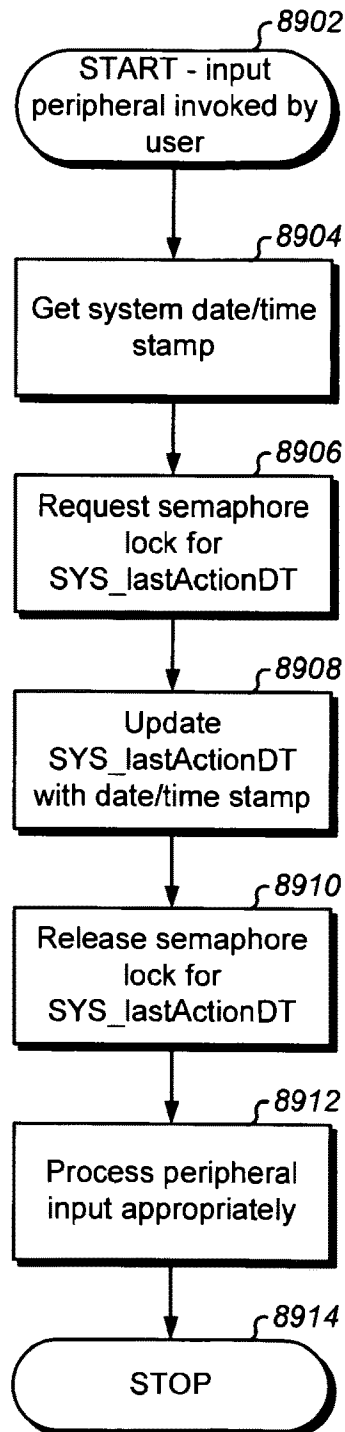 8902
START - input
peripheral invoked by
user
8904
Get system date/time
stamp
8906
Request semaphore
lock for
SYS_lastActionDT
8908
Update
SYS_lastActionDT
with date/time stamp
8910
Release semaphore
lock for
SYS_lastActionDT
8912
Process peripheral
input appropriately
8914
STOP